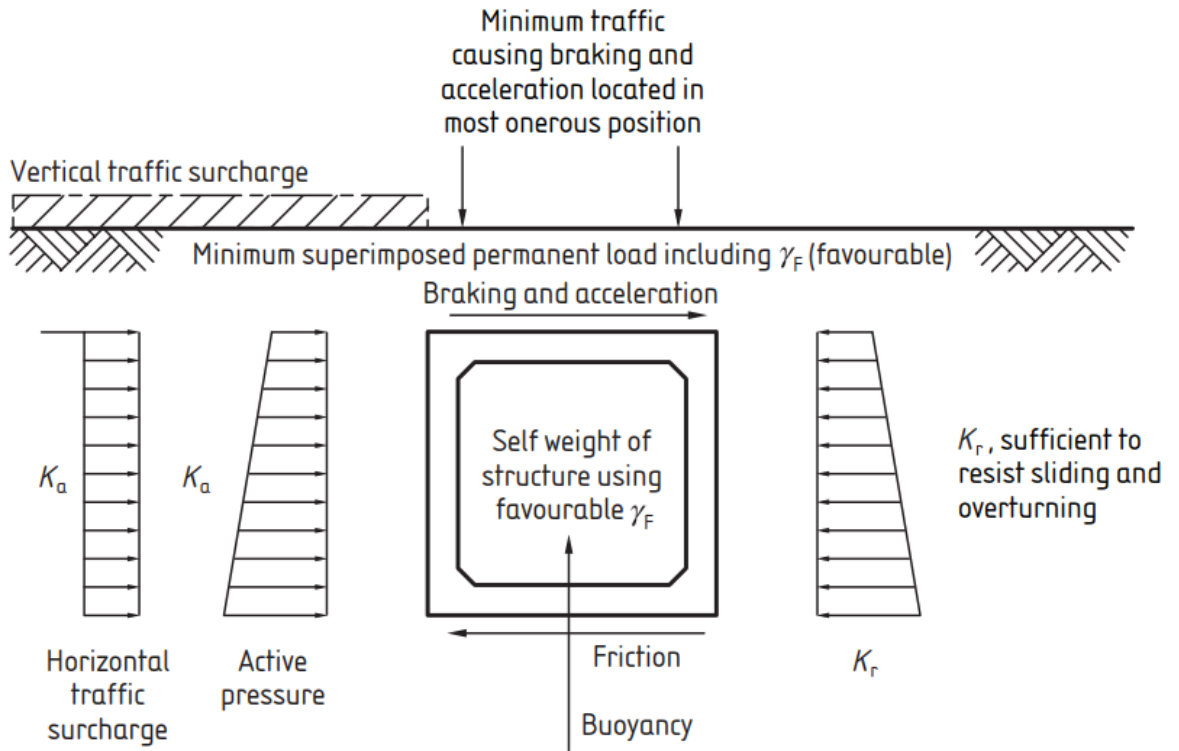 Minimum traffic
causing braking and
acceleration located in
most onerous position
Vertical traffic surcharge
Minimum superimposed permanent load including γF (favourable)
Braking and acceleration
Ka
Ka
Self weight of
structure using
favourable γF
Kr, sufficient to
resist sliding and
overturning
Horizontal
traffic
surcharge
Active
pressure
Friction
Kr
Buoyancy